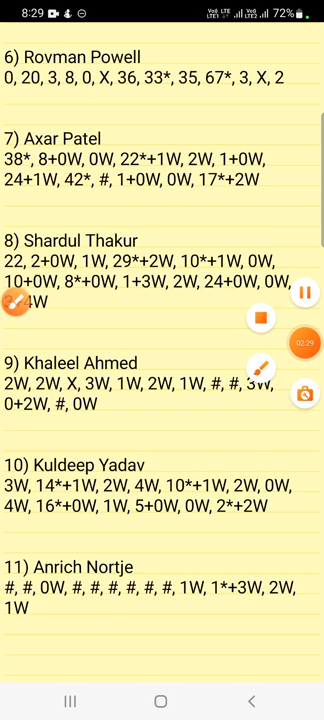 8:29
Vo) LTE LTE Vo)
LTE1 LTE2 72%
6) Rovman Powell
0, 20, 3, 8, 0, X, 36, 33*, 35, 67*, 3, X, 2
7) Axar Patel
38*, 8+0W, 0W, 22*+1W, 2W, 1+0W,
24+1W, 42*, #, 1+0W, 0W, 17*+2W
8) Shardul Thakur
22, 2+0W, 1W, 29*+2W, 10*+1W, 0W,
10+0W, 8*+0W, 1+3W, 2W, 24+0W, 0W,
02:29
9) Khaleel Ahmed
2W, 2W, X, 3W, 1W, 2W, 1W, #, #, 3W,
0+2W, #, 0W
10) Kuldeep Yadav
3W, 14*+1W, 2W, 4W, 10*+1W, 2W, 0W,
4W, 16*+0W, 1W, 5+0W, 0W, 2*+2W
11) Anrich Nortje
#, #, 0W, #, #, #, #, #, #, 1W, 1*+3W, 2W,
1W